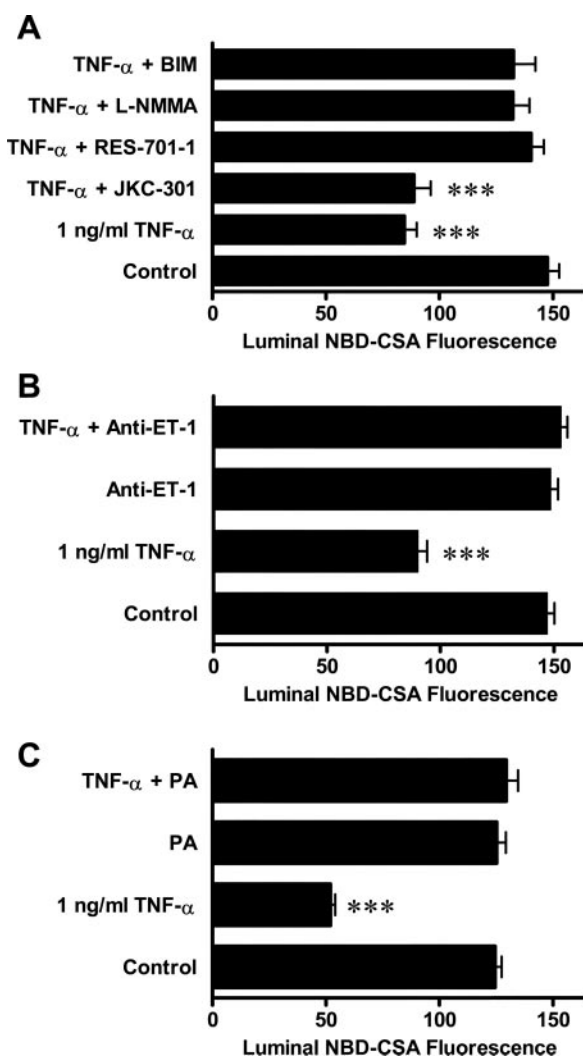 A
TNF-α + BIM
TNF-α + L-NMMA
TNF-α + RES-701-1
TNF-α + JKC-301
***
1 ng/ml TNF-α
***
Control
0
50
100
150
Luminal NBD-CSA Fluorescence
B
TNF-α + Anti-ET-1
Anti-ET-1
1 ng/ml TNF-α
***
Control
0
50
100
150
Luminal NBD-CSA Fluorescence
C
TNF-α + PA
PA
1 ng/ml TNF-α
***
Control
0
50
100
150
Luminal NBD-CSA Fluorescence